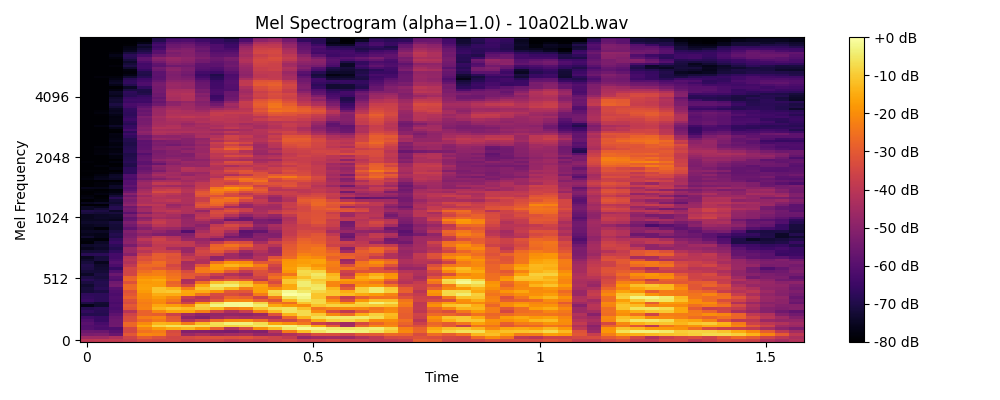 Mel Spectrogram (alpha=1.0) - 10a02Lb.wav
Mel Frequency
4096
2048
1024
512
0
0
0.5
1
1.5
Time
+0 dB
-10 dB
-20 dB
-30 dB
-40 dB
-50 dB
-60 dB
-70 dB
-80 dB